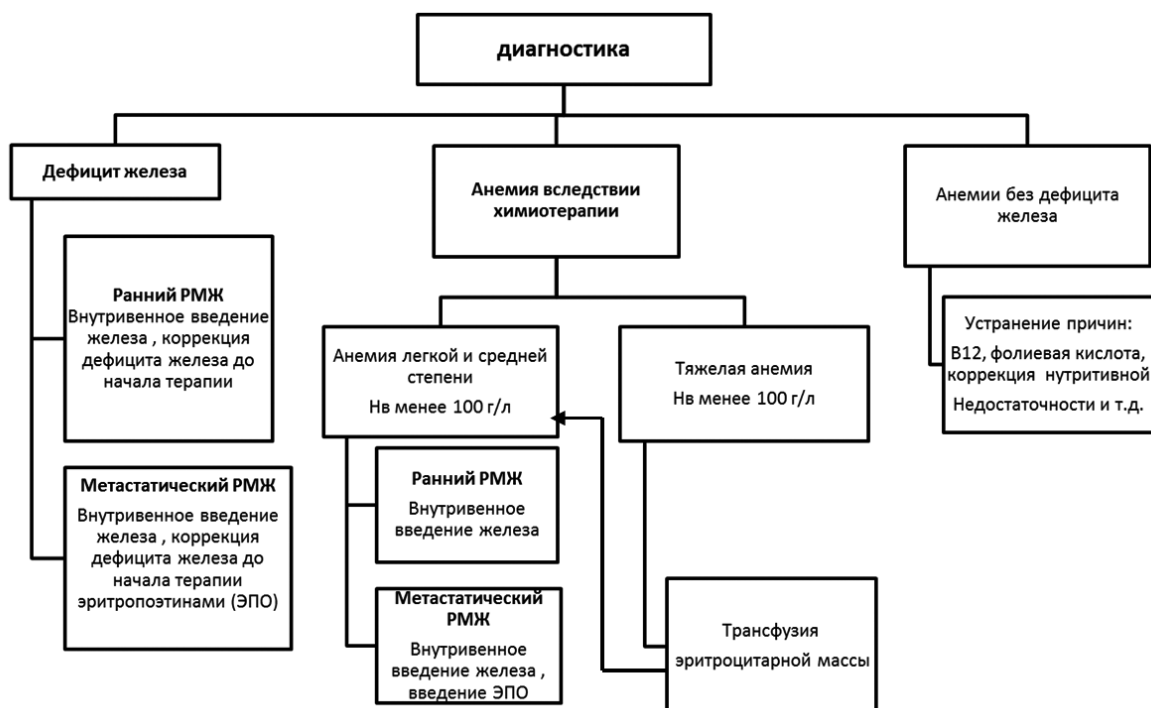 диагностика
Дефицит железа
Ранний РМЖ
Внутривенное введение
железа , коррекция
дефицита железа до
начала терапии
Метастатический РМЖ
Внутривенное введение
железа , коррекция
дефицита железа до
начала терапии
эритропоэтинами (ЭПО)
Анемия вследствии
химиотерапии
Анемия легкой и средней
степени
Нв менее 100 г/л
Ранний РМЖ
Внутривенное
введение железа
Метастатический
РМЖ
Внутривенное
введение железа ,
введение ЭПО
Тяжелая анемия
Нв менее 100 г/л
Трансфузия
эритроцитарной массы
Анемии без дефицита
железа
Устранение причин:
В12, фолиевая кислота,
коррекция нутритивной
Недостаточности и т.д.